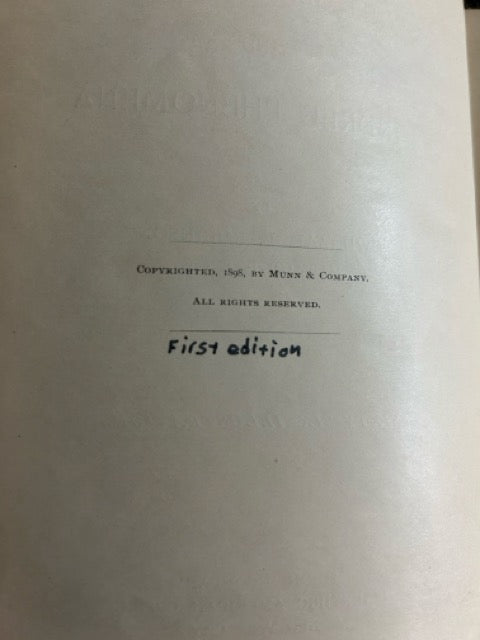 COPYRIGHTED, 1898, BY MUNN & COMPANY.
ALL RIGHTS RESERVED.
First edition